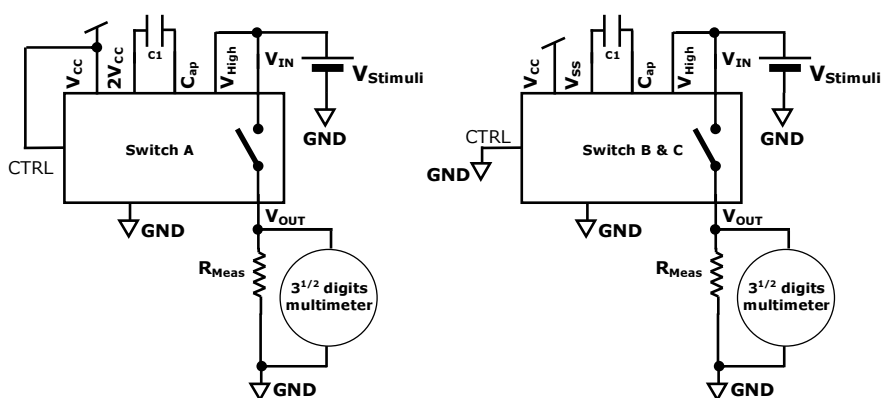 VCC
2VCC
C1
Cap
VHigh
VIN
VStimuli
GND
CTRL
Switch A
GND
VOUT
RMeas
31/2 digits
multimeter
GND
VCC
Vss
C1
Cap
VHigh
VIN
VStimuli
GND
CTRL
GND
Switch B & C
GND
VOUT
RMeas
31/2 digits
multimeter
GND